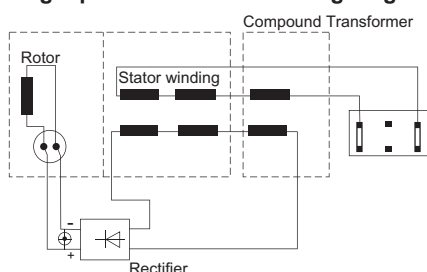 Compound Transformer
Rotor
Stator winding
-
+
Rectifier